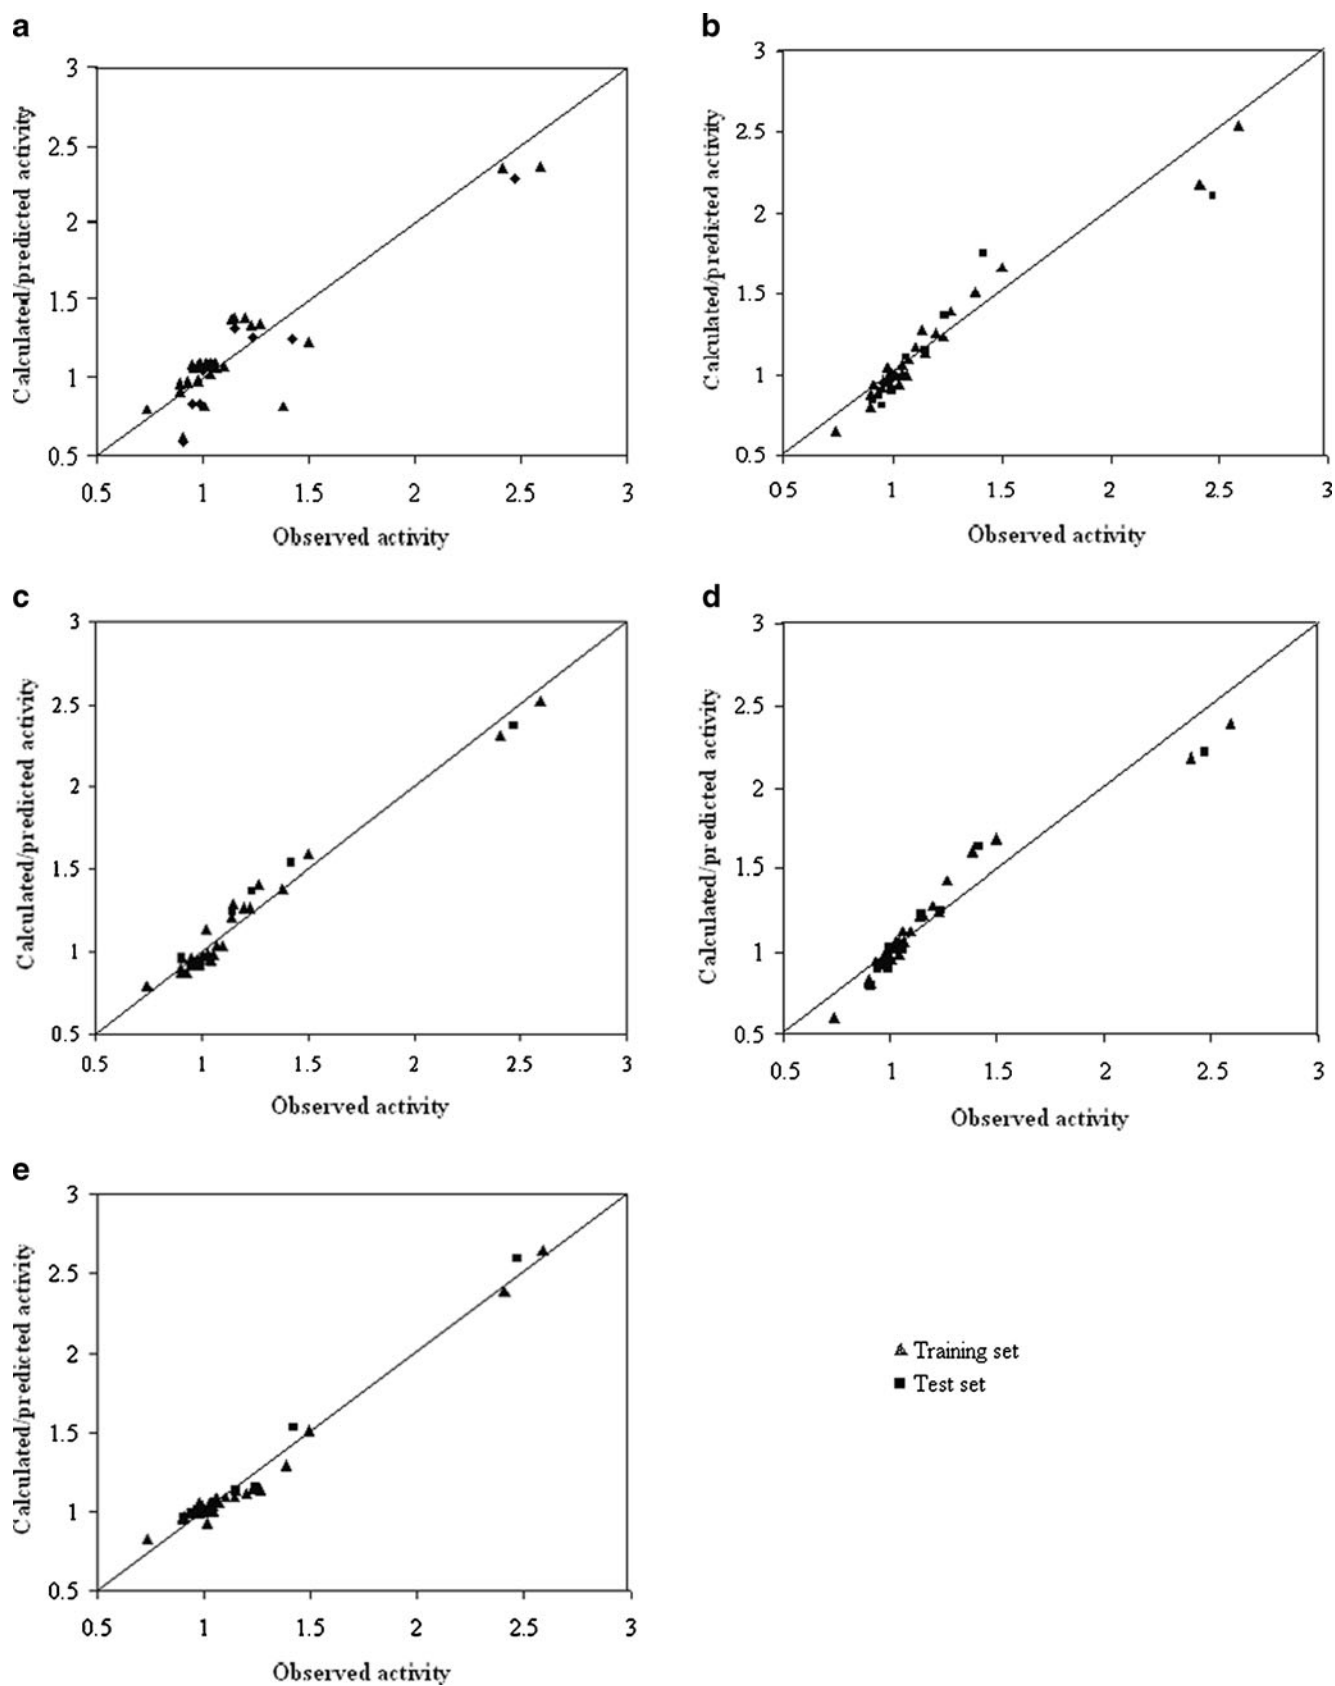 a
3
2.5
2
1.5
1
0.5
Calculated/predicted activity
0.5 1 1.5 2 2.5 3
Observed activity
b
3
2.5
2
1.5
1
0.5
Calculated/predicted activity
0 5 1 1.5 2 2.5 3
Observed activity
c
3
2.5
2
1.5
1
0.5
Calculated/predicted activity
0.5 1 1.5 2 2.5 3
Observed activity
d
3
2.5
2
1.5
1
0.5
Calculated/predicted activity
0.5 1 1.5 2 2.5 3
Observed activity
e
3
2.5
2
1.5
1
0.5
Calculated/predicted activity
0.5 1 1.5 2 2.5 3
Observed activity
Training set
Test set